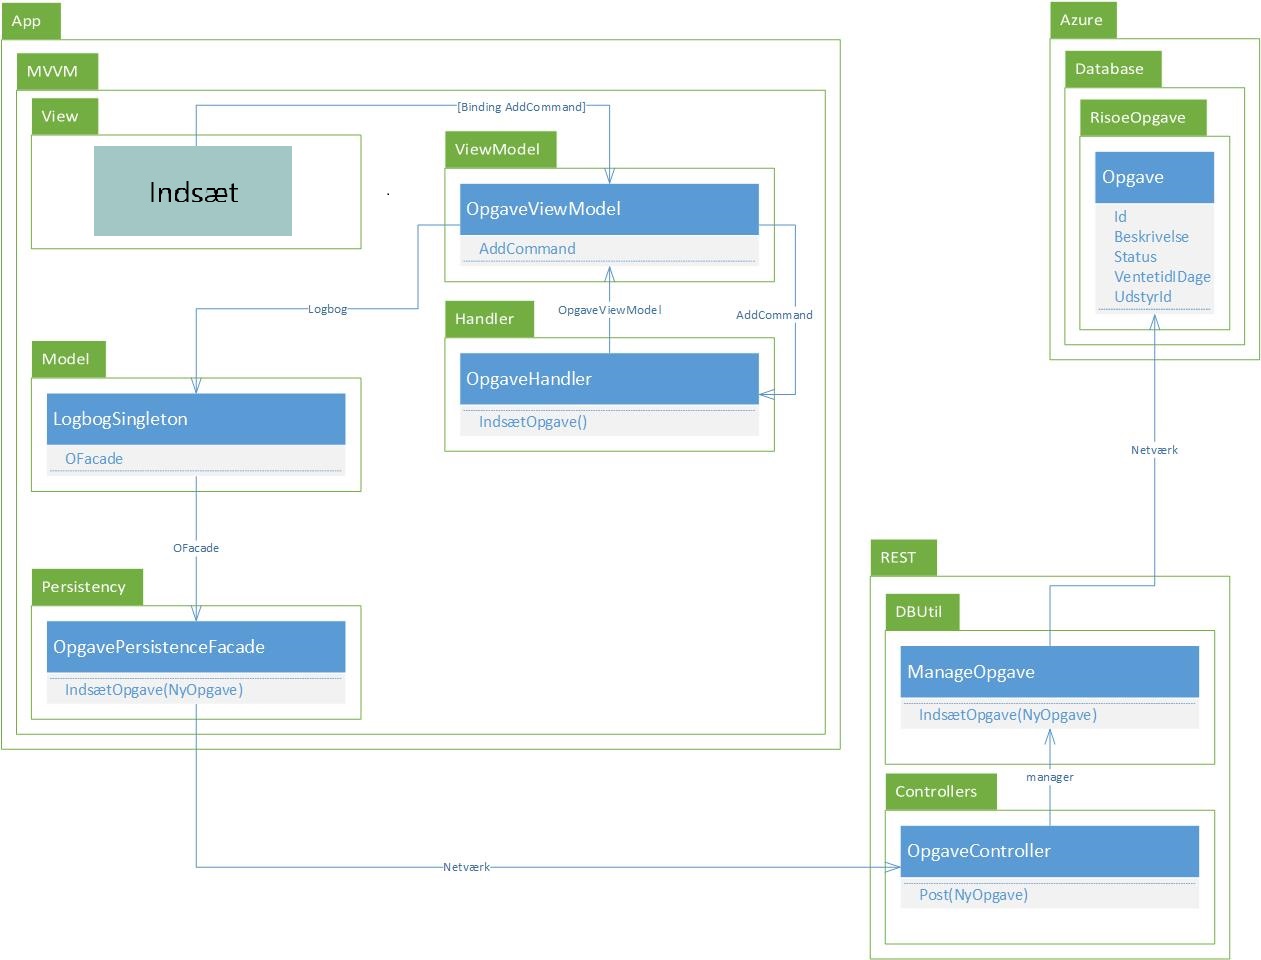 App
MVVM
View
Indsæt
[Binding AddCommand]
ViewModel
OpgaveViewModel
AddCommand
Logbog
OpgaveViewModel
AddCommand
Handler
OpgaveHandler
IndsætOpgave()
Model
LogbogSingleton
OFacade
OFacade
Persistency
OpgavePersistenceFacade
IndsætOpgave(NyOpgave)
Netværk
Azure
Database
RisoeOpgave
Opgave
Id
Beskrivelse
Status
VentetidIDage
UdstyrId
Netværk
REST
DBUtil
ManageOpgave
IndsætOpgave(NyOpgave)
manager
Controllers
OpgaveController
Post(NyOpgave)